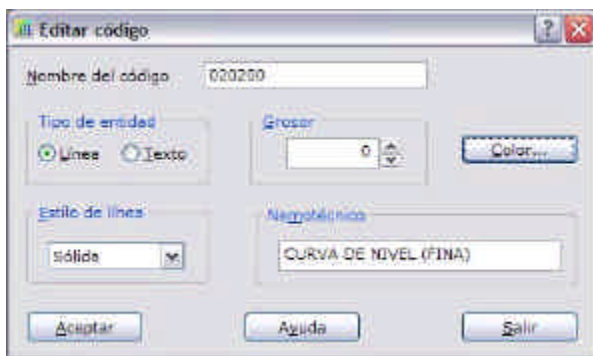 Editar código
Nombre del código 020200
Tipo de entidad
Línea Texto
Grosor
0
Color...
Estilo de línea
Sólida
Nemotécnico
CURVA DE NIVEL (FINA)
Aceptar Ayuda Salir